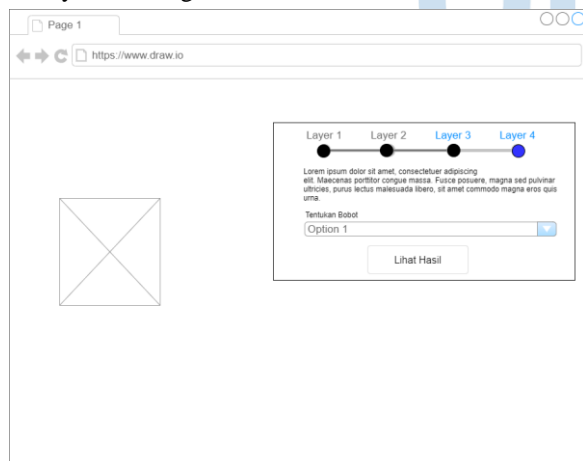 Page 1
https://www.draw.io
Layer 1 Layer 2 Layer 3 Layer 4
Lorem ipsum dolor sit amet, consectetuer adipiscing
elit. Maecenas porttitor congue massa. Fusce posuere, magna sed pulvinar
ultricies, purus lectus malesuada libero, sit amet commodo magna eros quis
urna.
Tentukan Bobot
Option 1
Lihat Hasil